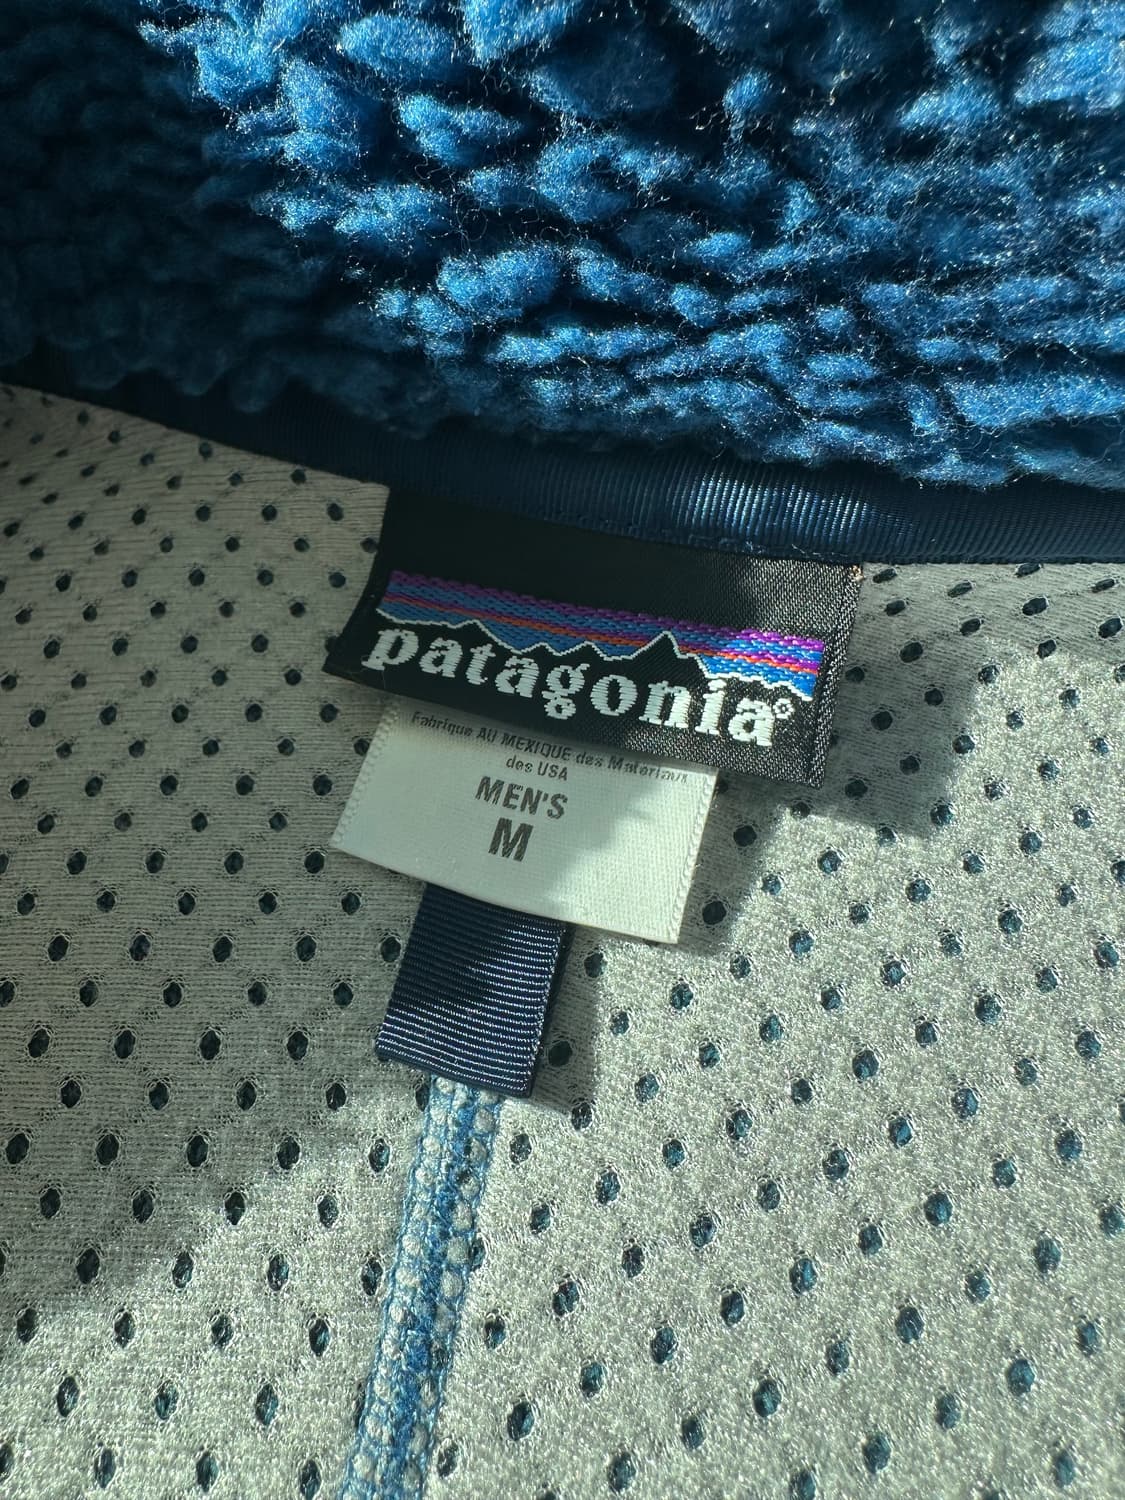 patagonia®
Fabrique AU MEXIQUE des Materiaux
des USA
MEN'S
M